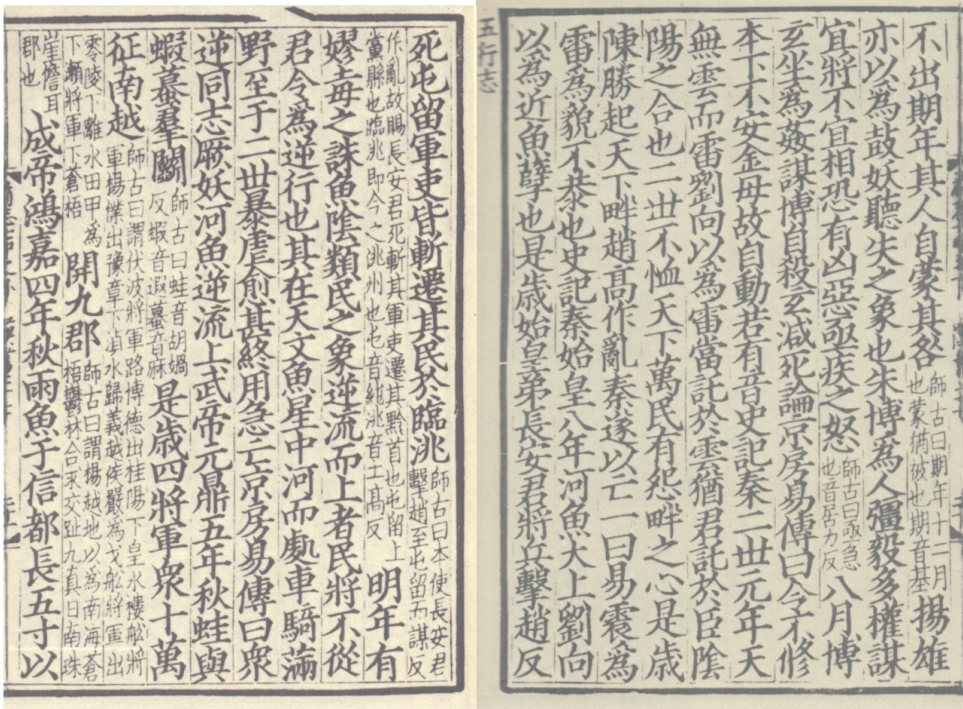 不出期年其人自蒙其咎師古曰期年十二月也蒙猶被也期音基揚雄
亦以為鼓妖聽失之象也朱博為人彊毅多權謀
宜將不宜相恐有凶惡亟疾之怒師古曰亟急也音居力反八月博
玄坐為姦謀博自殺玄減死論京房易傳曰今不修
本下不安金毋故自動若有音史記秦二世元年天
無雲而雷劉向以為雷當託於雲猶君託於臣陰
陽之合也二世不恤天下萬民有怨畔之心是歲
陳勝起天下畔趙高作亂秦遂以亡一曰易震為
雷為貌不恭也史記秦始皇八年河魚大上劉向
以為近魚孽也是歲始皇弟長安君將兵擊趙反
五行志
死屯留軍吏皆斬遷其民於臨洮師古曰本使長安君擊趙至屯留而謀反
作亂故賜長安君死斬其軍吏遷其黔首也屯留上黨縣也臨洮即今之洮州也屯音純洮音土高反明年有
嫪毐之誅魚陰類民之象逆流而上者民將不從
君令為逆行也其在天文魚星中河而處車騎滿
野至于二世暴虐愈甚終用急亡京房易傳曰眾
逆同志厥妖河魚逆流上武帝元鼎五年秋蛙與
蝦蟇羣鬭師古曰蛙音胡媧反蝦音遐蟇音麻是歲四將軍眾十萬
征南越師古曰謂伏波將軍路博德出桂陽下皇水樓船將軍楊僕出豫章下湞水歸義越侯嚴為戈船將軍出
零陵下離水田甲為下瀨將軍下蒼梧開九郡師古曰謂揚越地以為南海蒼梧鬱林合浦交趾九真日南珠
崖儋耳郡也成帝鴻嘉四年秋雨魚于信都長五寸以